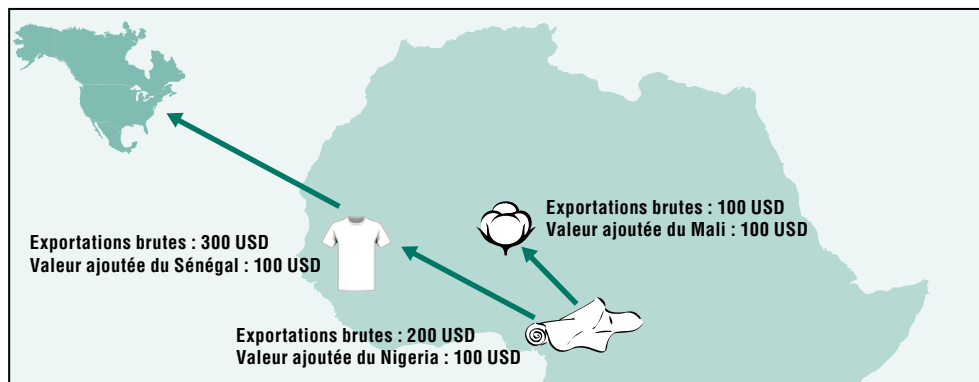 Exportations brutes : 100 USD
Valeur ajoutée du Mali : 100 USD
Exportations brutes : 300 USD
Valeur ajoutée du Sénégal : 100 USD
Exportations brutes : 200 USD
Valeur ajoutée du Nigeria : 100 USD